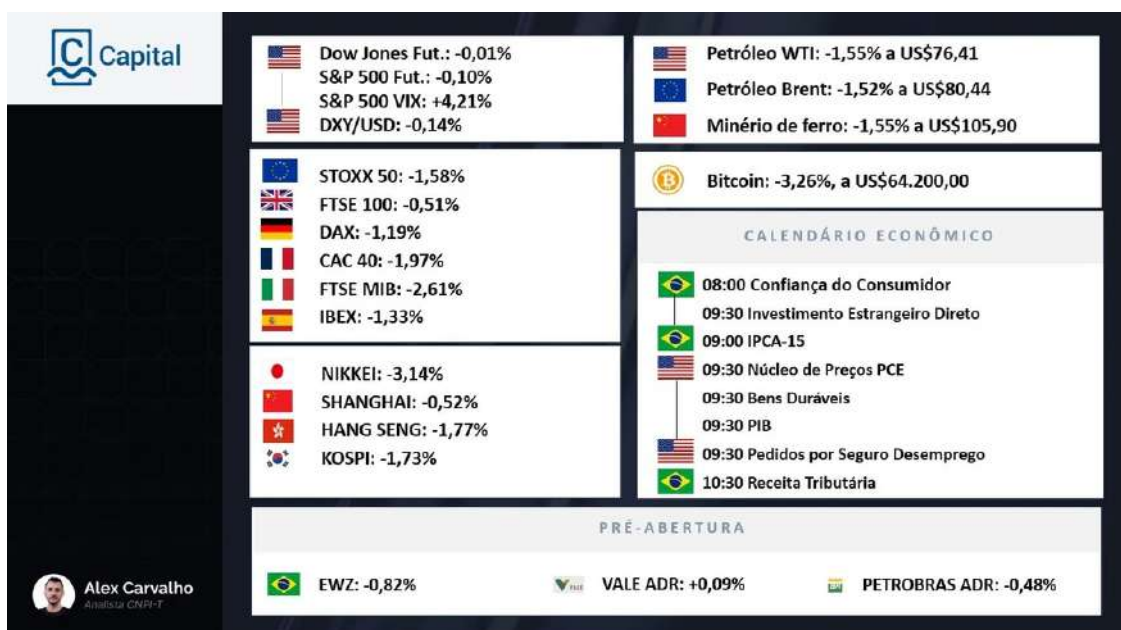 C Capital
Dow Jones Fut.: -0,01%
S&P 500 Fut.: -0,10%
S&P 500 VIX: +4,21%
DXY/USD: -0,14%
STOXX 50: -1,58%
FTSE 100: -0,51%
DAX: -1,19%
CAC 40: -1,97%
FTSE MIB: -2,61%
IBEX: -1,33%
NIKKEI: -3,14%
SHANGHAI: -0,52%
HANG SENG: -1,77%
KOSPI: -1,73%
Petróleo WTI: -1,55% a US$76,41
Petróleo Brent: -1,52% a US$80,44
Minério de ferro: -1,55% a US$105,90
Bitcoin: -3,26%, a US$64.200,00
CALENDÁRIO ECONÔMICO
08:00 Confiança do Consumidor
09:30 Investimento Estrangeiro Direto
09:00 IPCA-15
09:30 Núcleo de Preços PCE
09:30 Bens Duráveis
09:30 PIB
09:30 Pedidos por Seguro Desemprego
10:30 Receita Tributária
PRÉ-ABERTURA
EWZ: -0,82%
VALE ADR: +0,09%
PETROBRAS ADR: -0,48%
Alex Carvalho
Analista CNPI-T